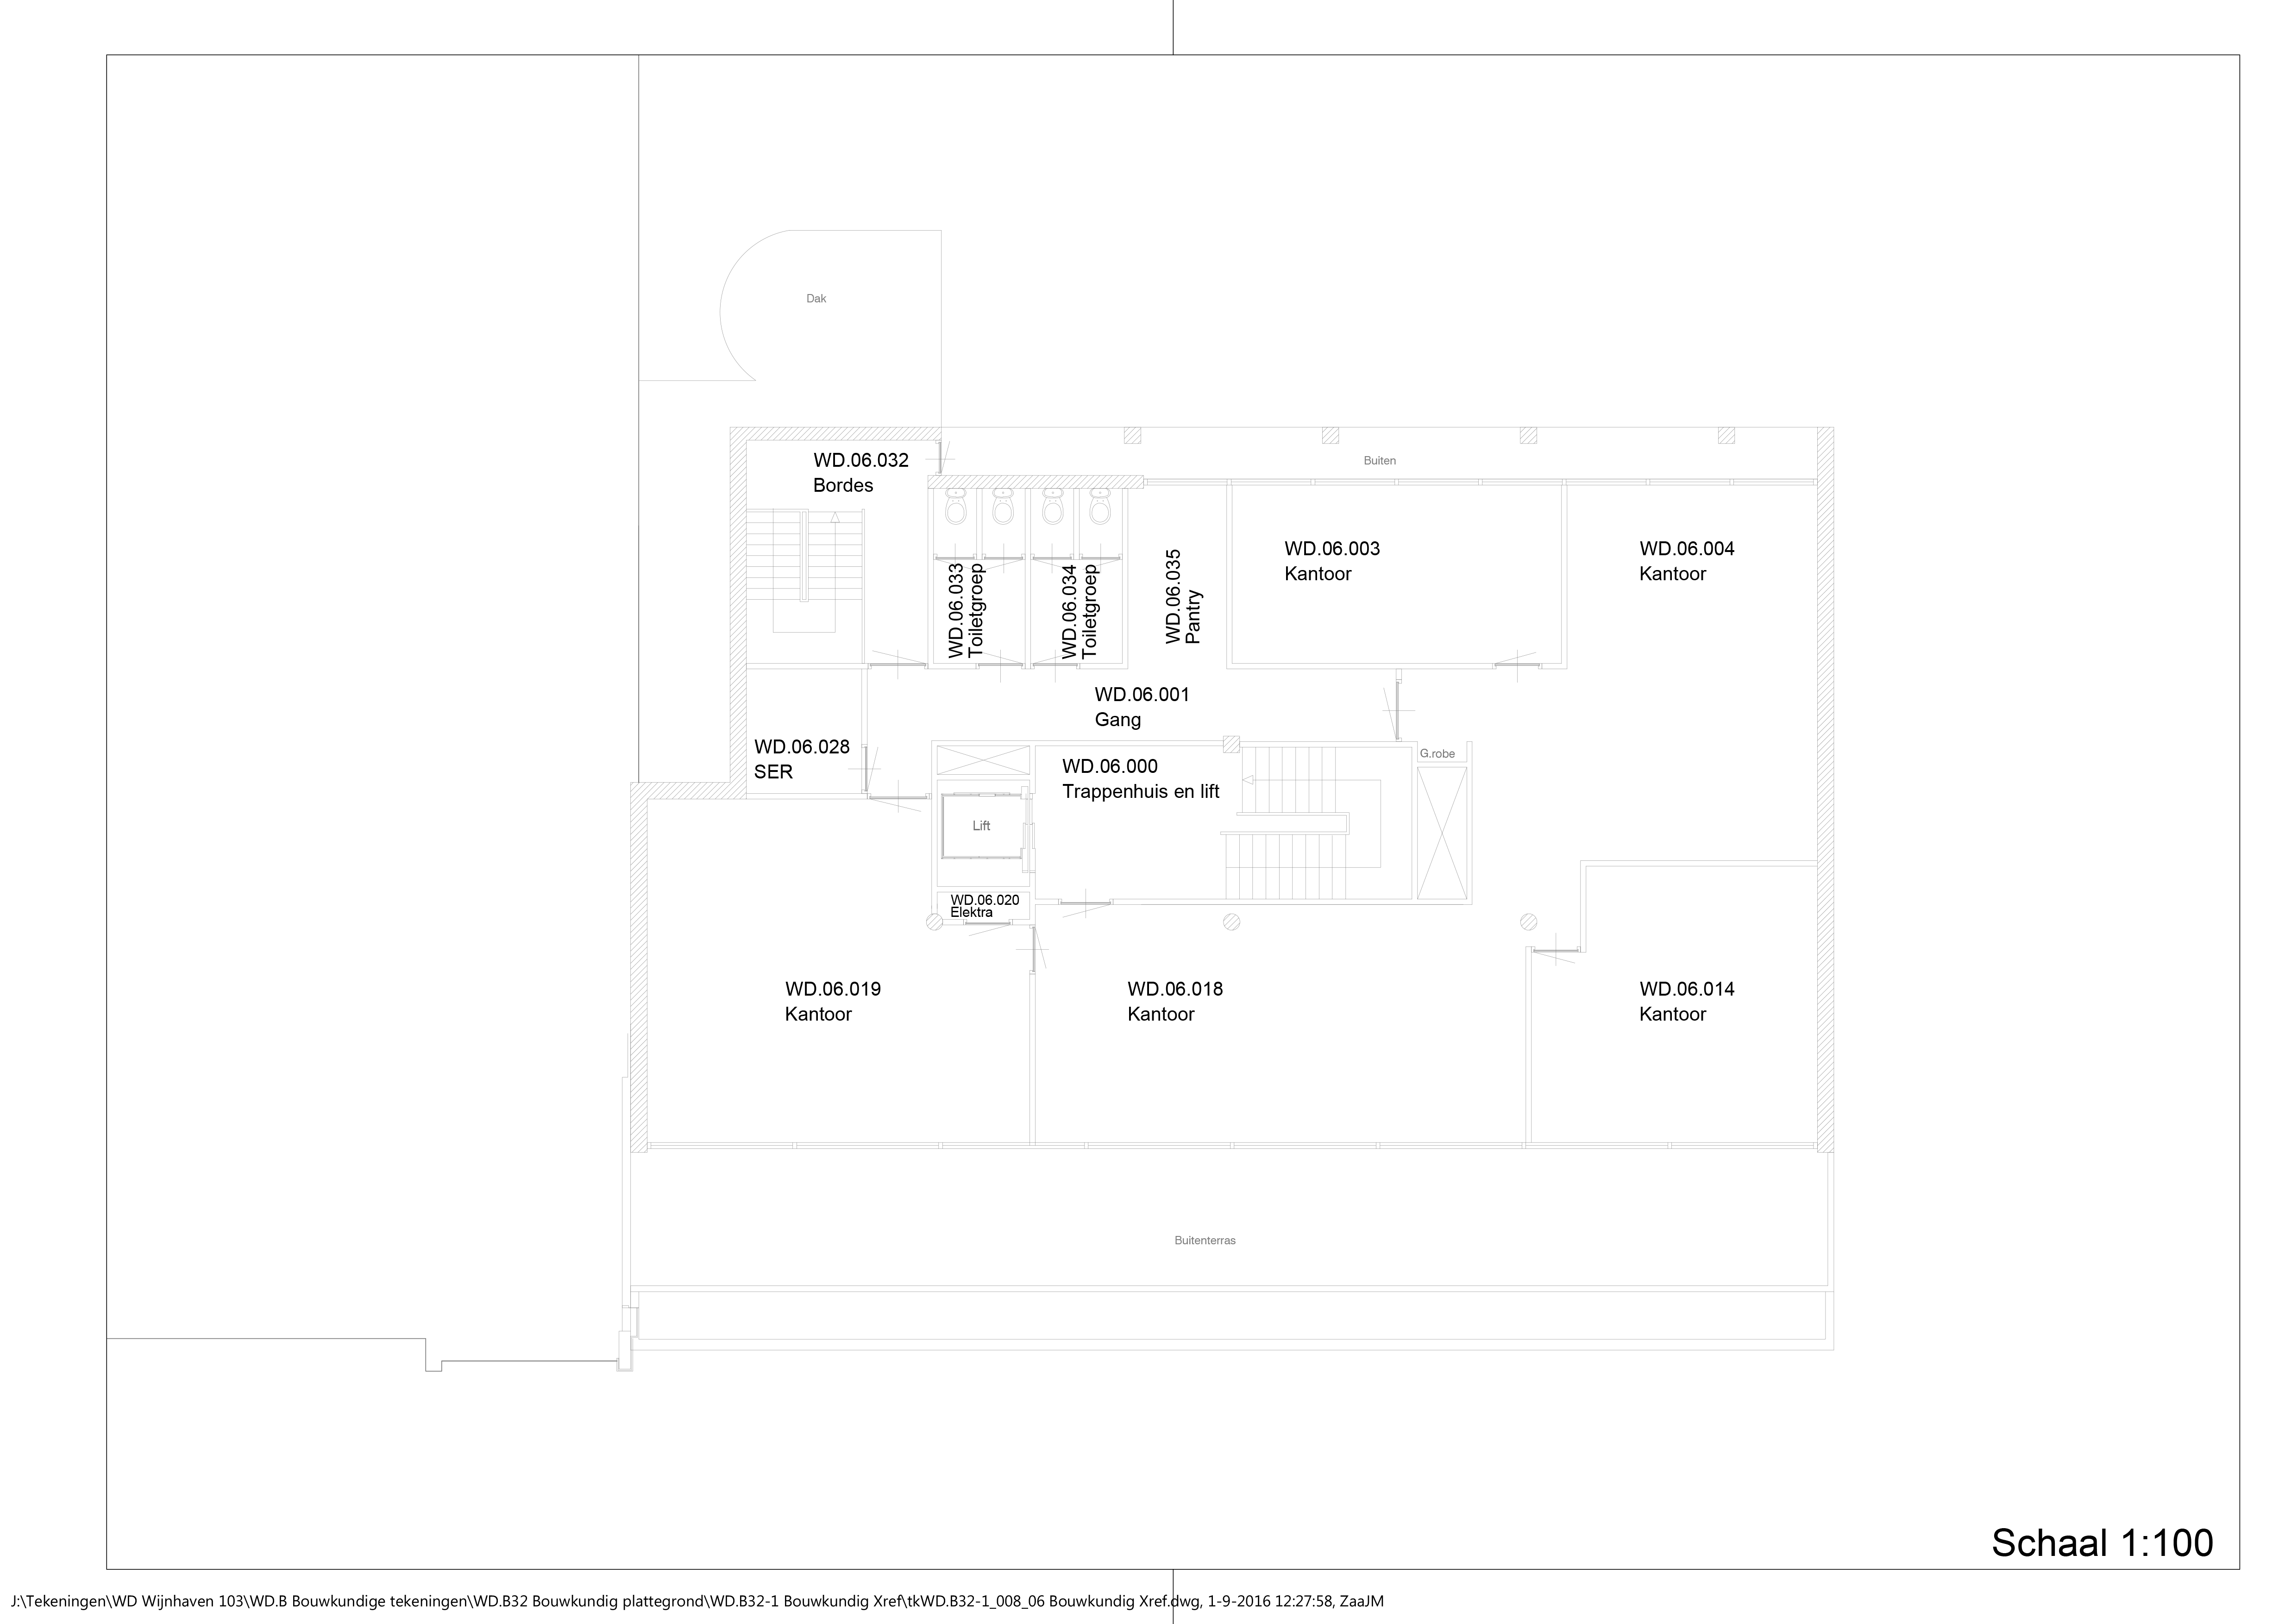 Dak
WD.06.032
Bordes
Buiten
WD.06.033
Toiletgroep
WD.06.034
Toiletgroep
WD.06.035
Pantry
WD.06.003
Kantoor
WD.06.004
Kantoor
WD.06.001
Gang
WD.06.028
SER
WD.06.000
Trappenhuis en lift
G.robe
Lift
WD.06.020
Elektra
WD.06.019
Kantoor
WD.06.018
Kantoor
WD.06.014
Kantoor
Buitenterras
Schaal 1:100
J:\Tekeningen\WD Wijnhaven 103\WD.B Bouwkundige tekeningen\WD.B32 Bouwkundig plattegrond\WD.B32-1 Bouwkundig Xref\tkWD.B32-1_008_06 Bouwkundig Xref.dwg, 1-9-2016 12:27:58, ZaaJM